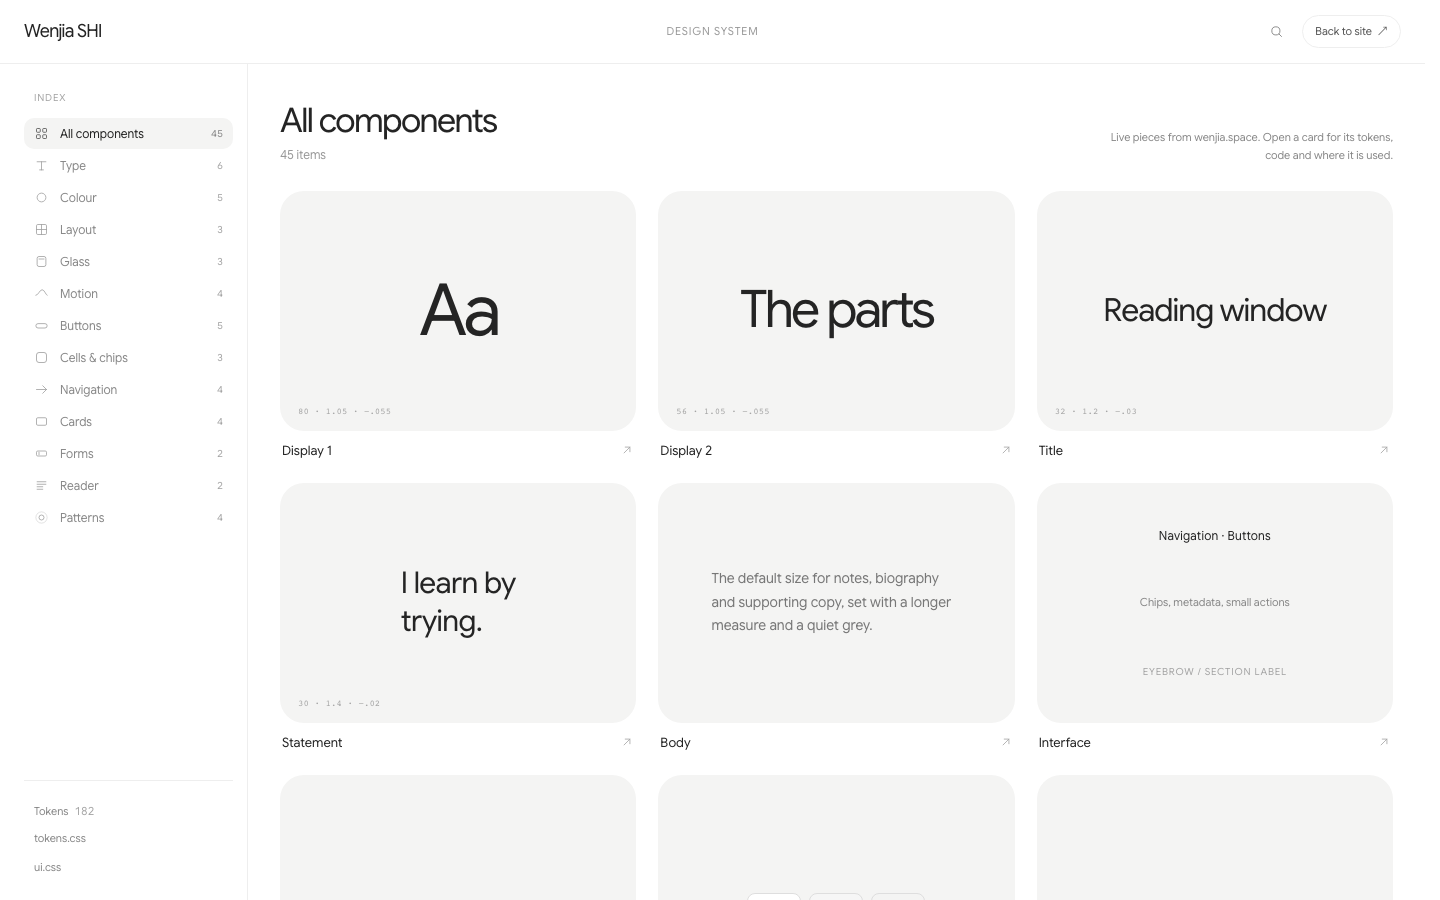 Wenjia SHI
DESIGN SYSTEM
Back to site
INDEX
All components 45
Type 6
Colour 5
Layout 3
Glass 3
Motion 4
Buttons 5
Cells & chips 3
Navigation 4
Cards 4
Forms 2
Reader 2
Patterns 4
Tokens 182
tokens.css
ui.css
All components
45 items
Live pieces from wenjia.space. Open a card for its tokens,
code and where it is used.
Aa
80 · 1.05 · −.055
Display 1
The parts
56 · 1.05 · −.055
Display 2
Reading window
32 · 1.2 · −.03
Title
I learn by
trying.
30 · 1.4 · −.02
Statement
The default size for notes, biography
and supporting copy, set with a longer
measure and a quiet grey.
Body
Navigation · Buttons
Chips, metadata, small actions
EYEBROW / SECTION LABEL
Interface